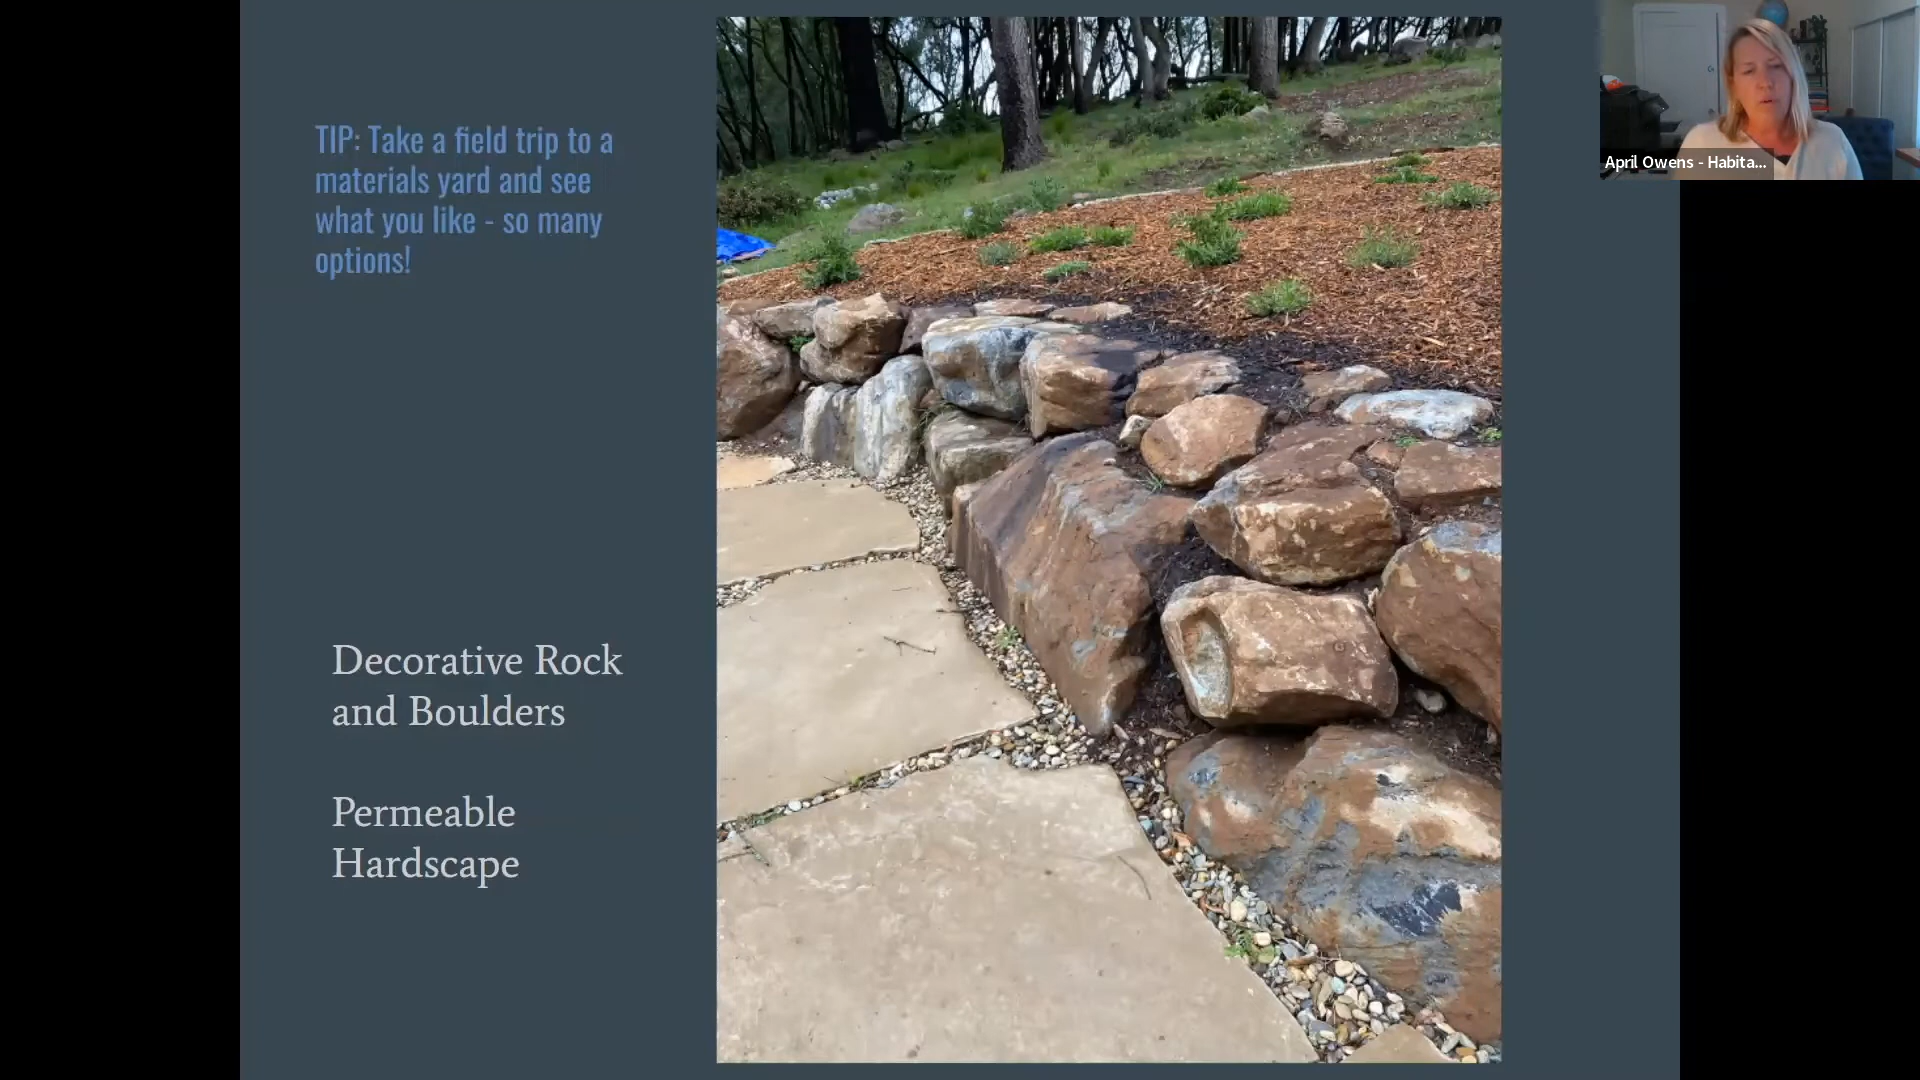 TIP: Take a field trip to a
materials yard and see
what you like - so many
options!
Decorative Rock
and Boulders
Permeable
Hardscape
April Owens - Habita...